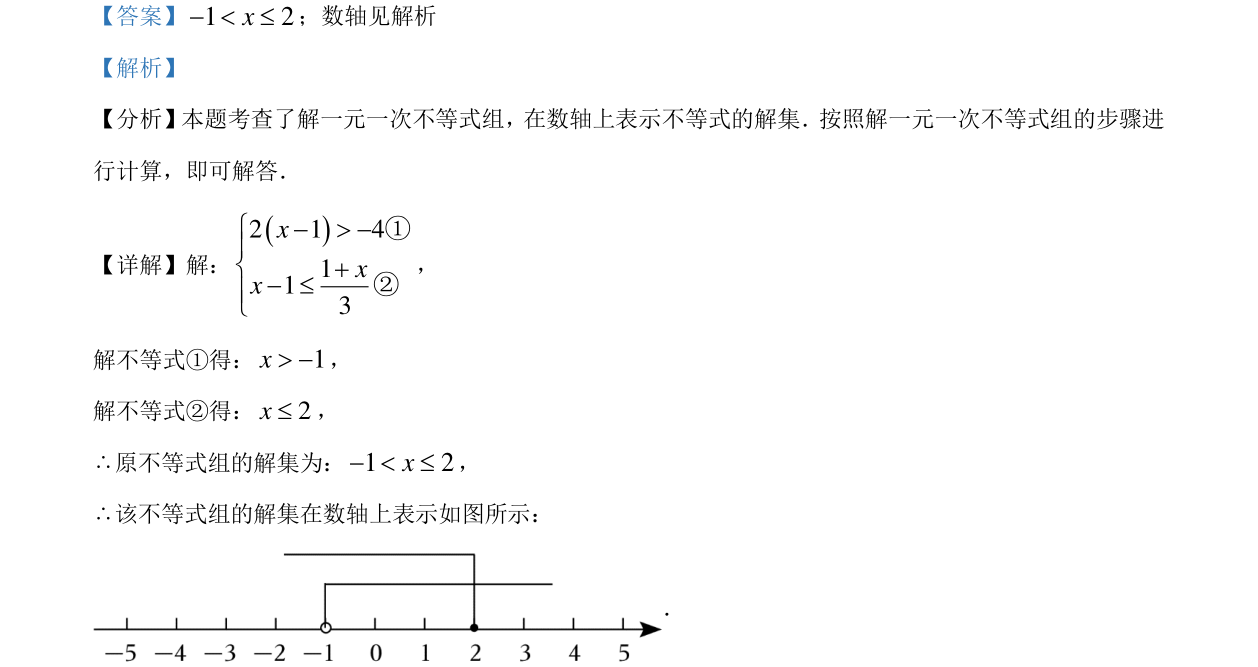 【答案】-1 < x ≤ 2；数轴见解析
【解析】
【分析】本题考查了解一元一次不等式组，在数轴上表示不等式的解集．按照解一元一次不等式组的步骤进
行计算，即可解答．
【详解】解：{2(x-1) > -4①
x-1 ≤ (1+x)/3②，
解不等式①得：x > -1，
解不等式②得：x ≤ 2，
∴原不等式组的解集为：-1 < x ≤ 2，
∴该不等式组的解集在数轴上表示如图所示：
-5 -4 -3 -2 -1 0 1 2 3 4 5 .